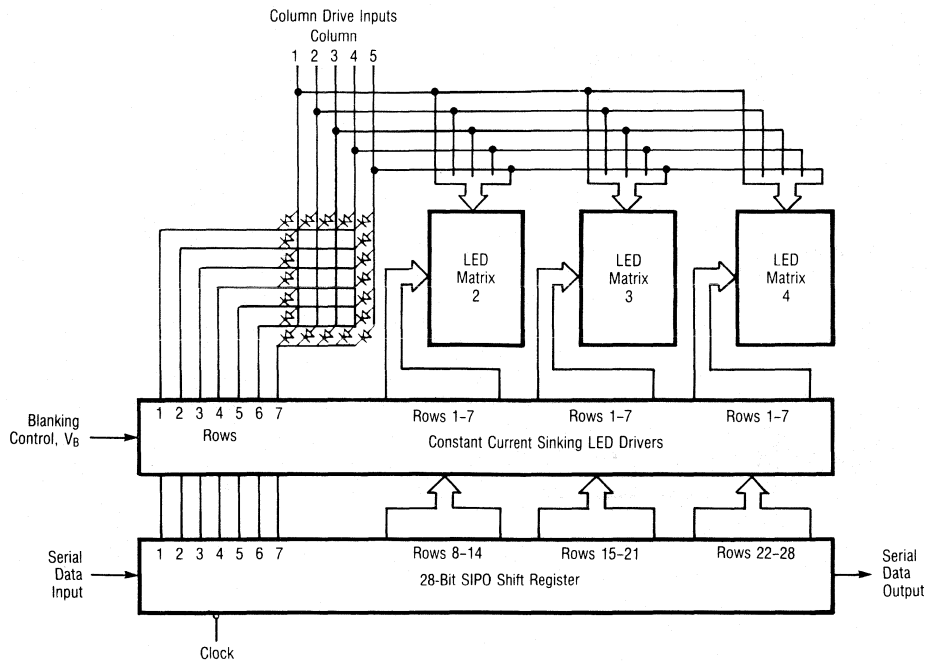 Column Drive Inputs
Column
1 2 3 4 5
LED
Matrix
2
LED
Matrix
3
LED
Matrix
4
1 2 3 4 5 6 7
Rows 1–7
Rows 1–7
Rows 1–7
Blanking
Control, VB
Rows
Constant Current Sinking LED Drivers
1 2 3 4 5 6 7
Rows 8–14
Rows 15–21
Rows 22–28
Serial
Data
Input
28-Bit SIPO Shift Register
Serial
Data
Output
Clock